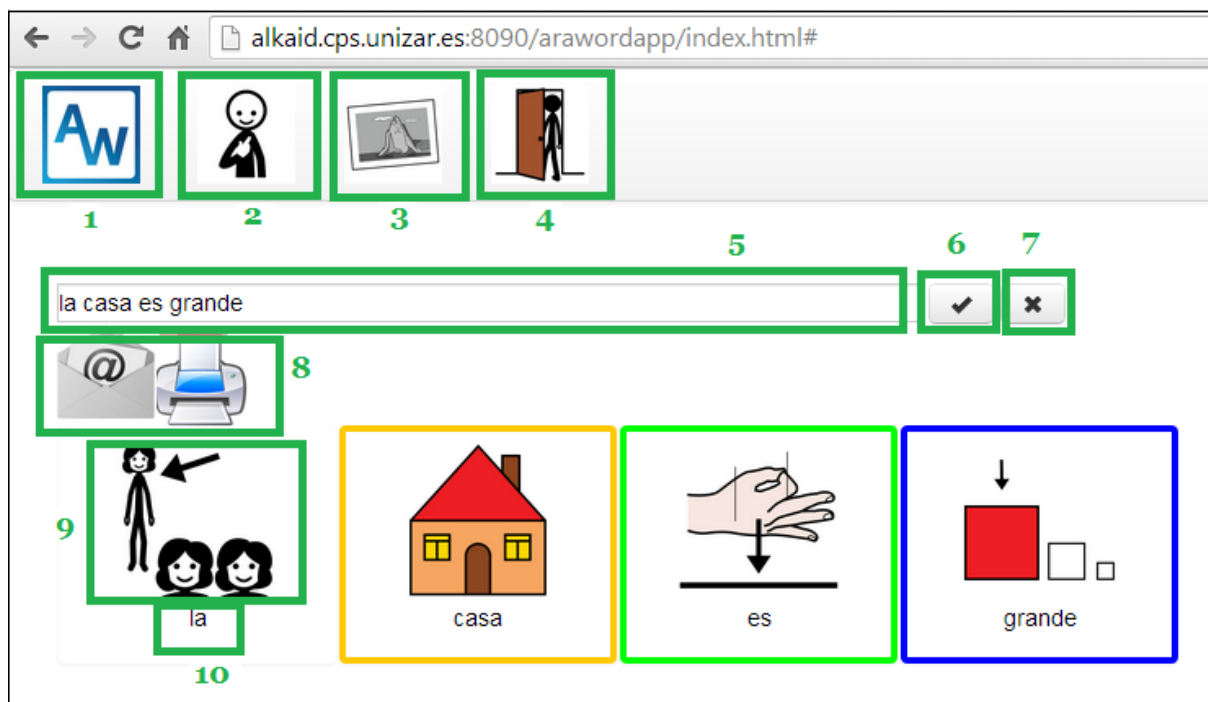 alkaid.cps.unizar.es:8090/arawordapp/index.html#
AW
1 2 3 4
5 6 7
la casa es grande
@
8
9
la casa es grande
10